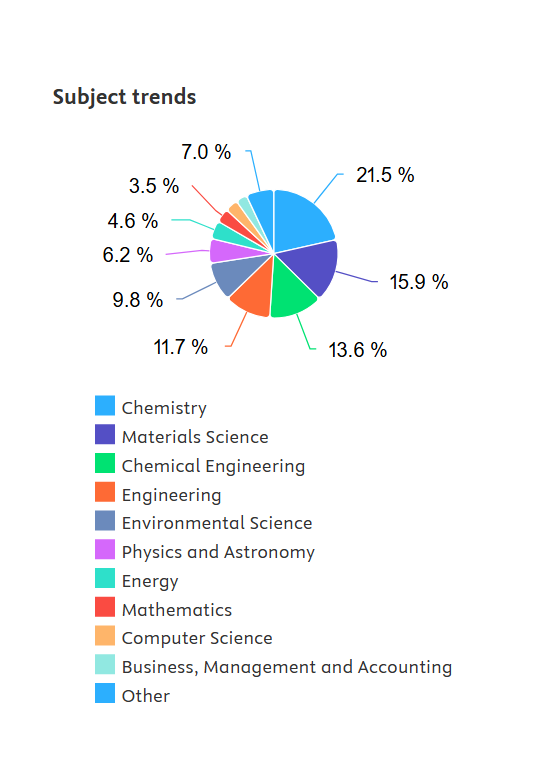 Subject trends
7.0 %
21.5 %
3.5 %
4.6 %
6.2 %
15.9 %
9.8 %
11.7 %
13.6 %
Chemistry
Materials Science
Chemical Engineering
Engineering
Environmental Science
Physics and Astronomy
Energy
Mathematics
Computer Science
Business, Management and Accounting
Other